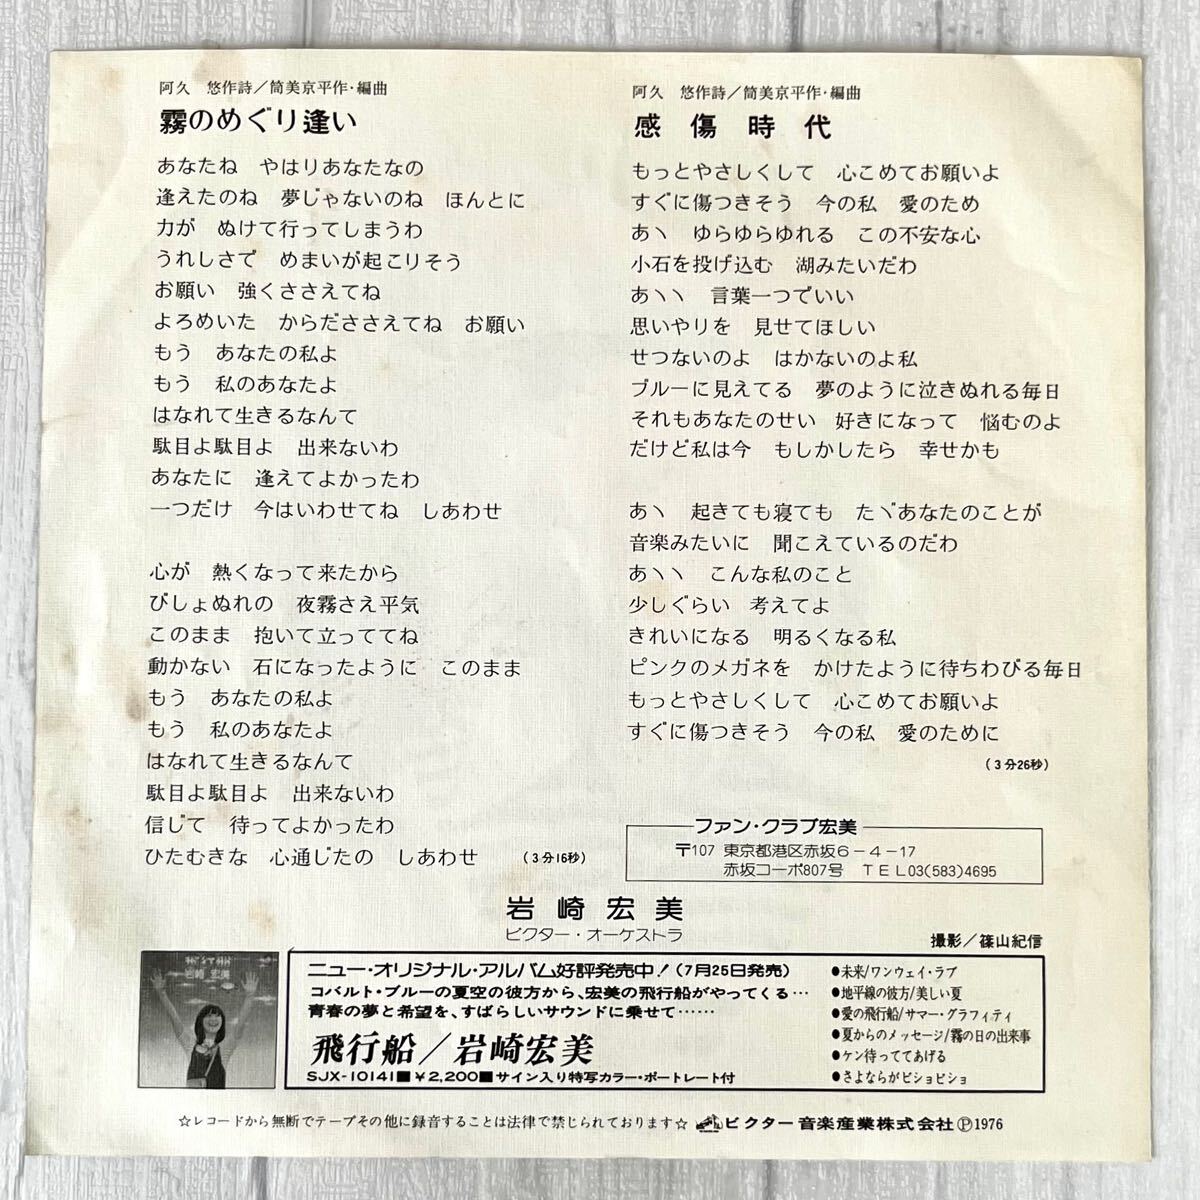 阿久 悠作詩／筒美京平作・編曲
霧のめぐり逢い
あなたね やはりあなたなの
逢えたのね 夢じゃないのね ほんとに
力が ぬけて行ってしまうわ
うれしさで めまいが起こりそう
お願い 強くささえてね
よろめいた からだささえてね お願い
もう あなたの私よ
もう 私のあなたよ
はなれて生きるなんて
駄目よ駄目よ 出来ないわ
あなたに 逢えてよかったわ
一つだけ 今はいわせてね しあわせ
心が 熱くなって来たから
びしょぬれの 夜霧さえ平気
このまま 抱いて立っててね
動かない 石になったように このまま
もう あなたの私よ
もう 私のあなたよ
はなれて生きるなんて
駄目よ駄目よ 出来ないわ
信じて 待ってよかったわ
ひたむきな 心通じたの しあわせ （3分16秒）
阿久 悠作詩／筒美京平作・編曲
感傷時代
もっとやさしくして 心こめてお願いよ
すぐに傷つきそう 今の私 愛のため
あヽ ゆらゆらゆれる この不安な心
小石を投げ込む 湖みたいだわ
あヽヽ 言葉一つでいい
思いやりを 見せてほしい
せつないのよ はかないのよ私
ブルーに見えてる 夢のように泣きぬれる毎日
それもあなたのせい 好きになって 悩むのよ
だけど私は今 もしかしたら 幸せかも
あヽ 起きても寝ても たヾあなたのことが
音楽みたいに 聞こえているのだわ
あヽヽ こんな私のこと
少しぐらい 考えてよ
きれいになる 明るくなる私
ピンクのメガネを かけたように待ちわびる毎日
もっとやさしくして 心こめてお願いよ
すぐに傷つきそう 今の私 愛のために
（3分26秒）
ファン・クラブ宏美
〒107 東京都港区赤坂6－4－17
赤坂コーポ807号 TEL03(583)4695
岩崎宏美
ビクター・オーケストラ
撮影／篠山紀信
飛行船
岩崎宏美
ニュー・オリジナル・アルバム好評発売中！（7月25日発売）
コバルト・ブルーの夏空の彼方から、宏美の飛行船がやってくる…
青春の夢と希望を、すばらしいサウンドに乗せて……
飛行船／岩崎宏美
SJX-10141■￥2,200■サイン入り特写カラー・ポートレート付
●未来/ワンウェイ・ラブ
●地平線の彼方/美しい夏
●愛の飛行船/サマー・グラフィティ
●夏からのメッセージ/霧の日の出来事
●ケン待っててあげる
●さよならがビショビショ
☆レコードから無断でテープその他に録音することは法律で禁じられております☆ ビクター音楽産業株式会社Ⓟ1976